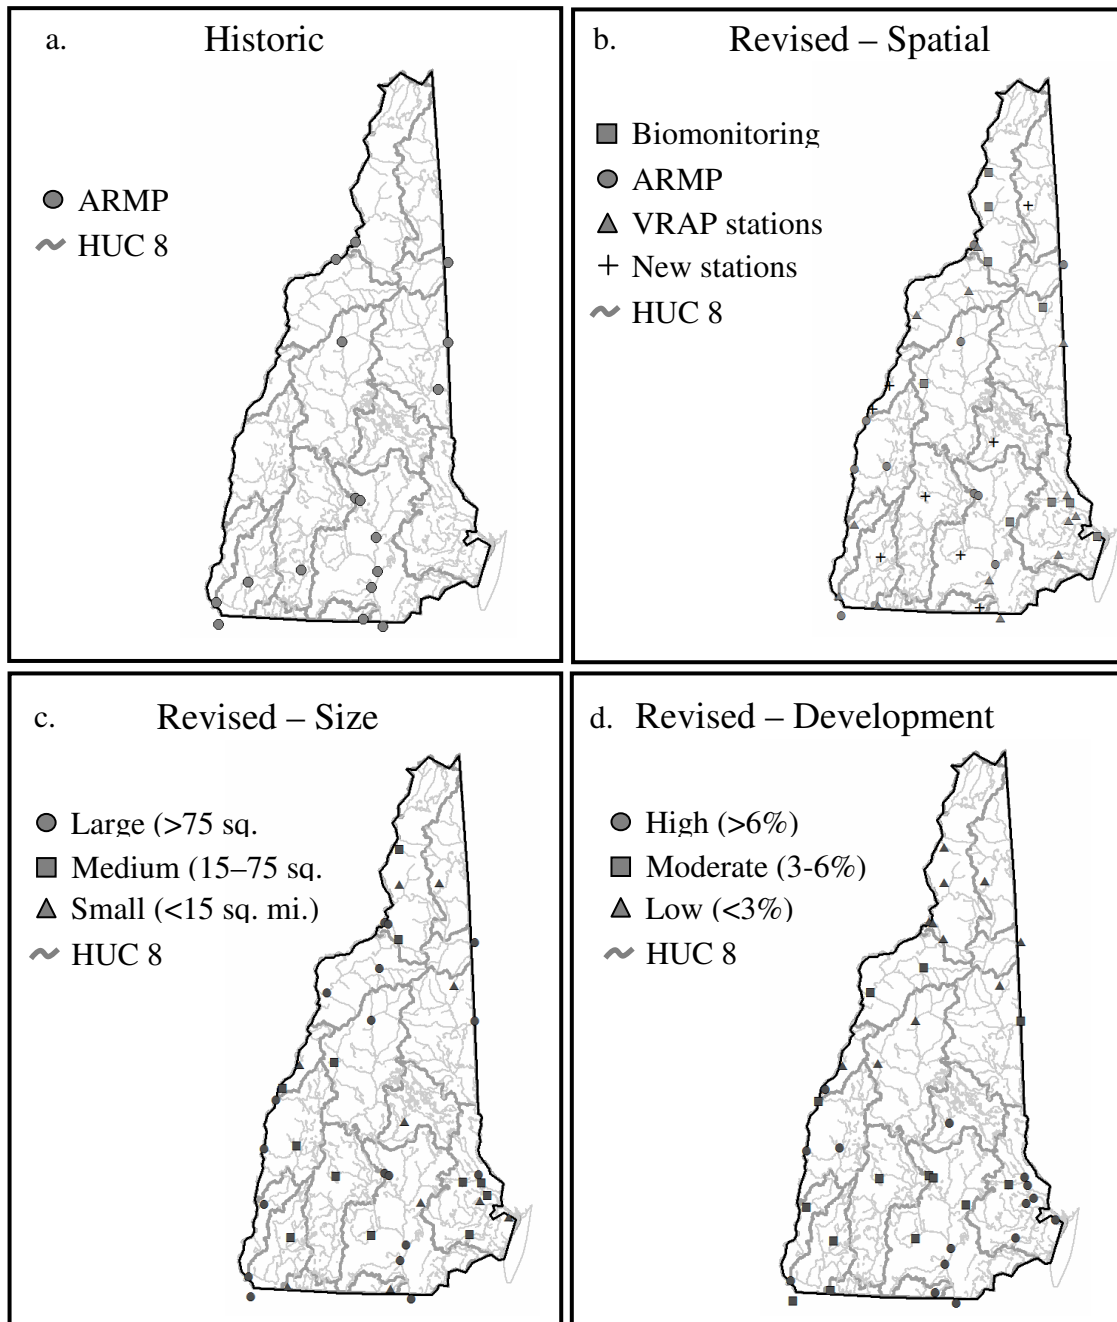 a. Historic
ARMP
HUC 8
b. Revised – Spatial
Biomonitoring
ARMP
VRAP stations
New stations
HUC 8
c. Revised – Size
Large (>75 sq.
Medium (15–75 sq.
Small (<15 sq. mi.)
HUC 8
d. Revised – Development
High (>6%)
Moderate (3-6%)
Low (<3%)
HUC 8